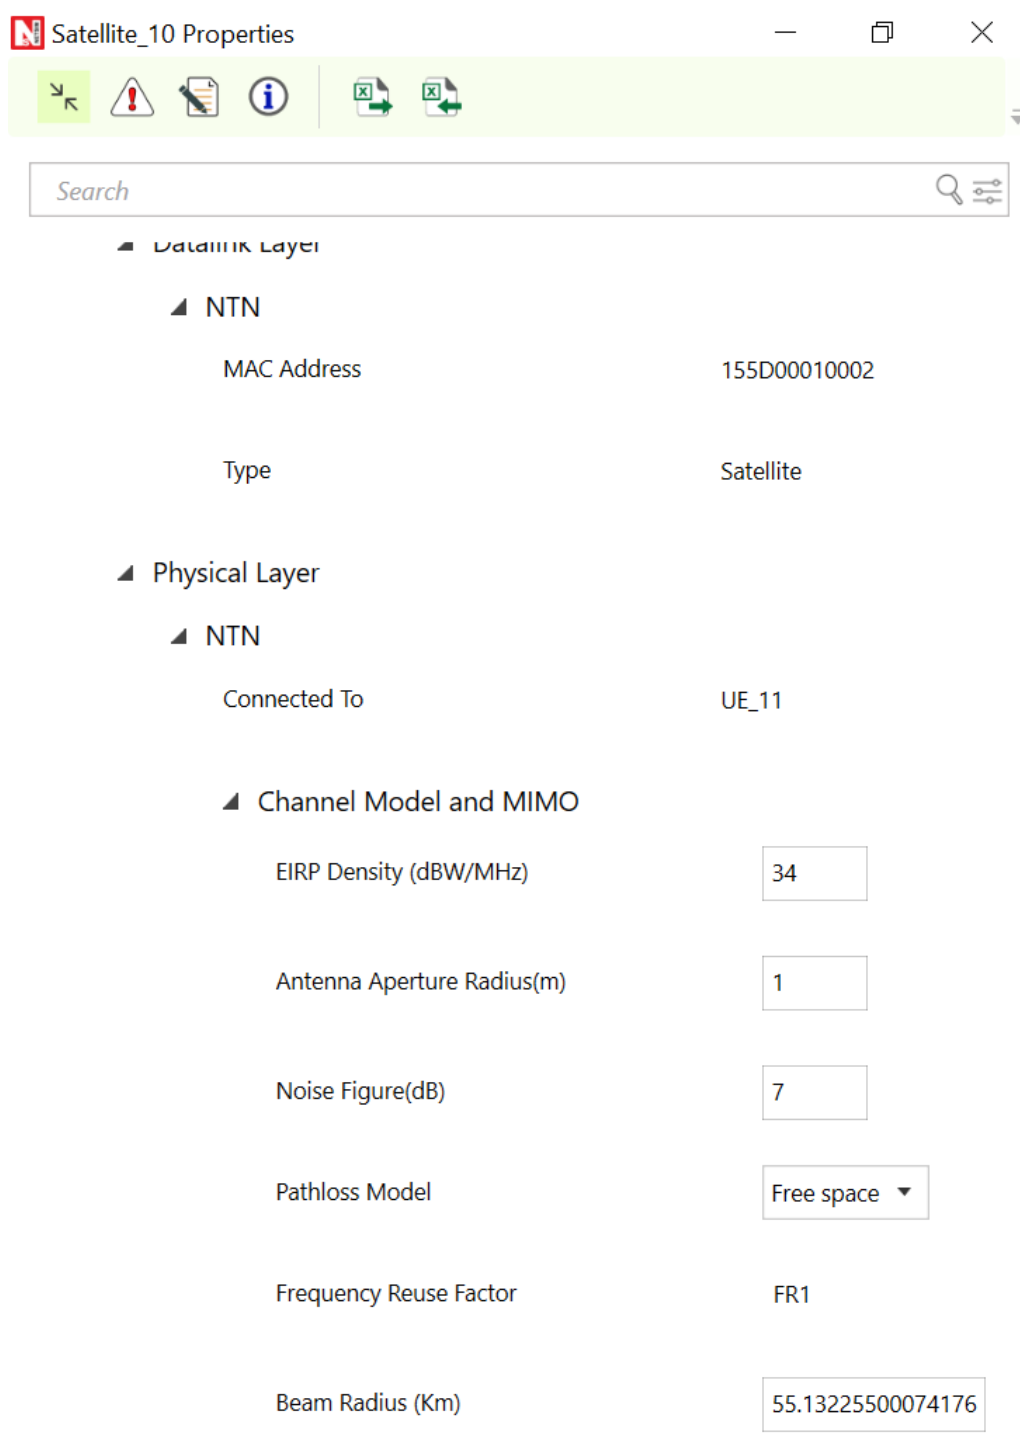 Satellite_10 Properties
Search
Datalink Layer
NTN
MAC Address 155D00010002
Type Satellite
Physical Layer
NTN
Connected To UE_11
Channel Model and MIMO
EIRP Density (dBW/MHz) 34
Antenna Aperture Radius(m) 1
Noise Figure(dB) 7
Pathloss Model Free space
Frequency Reuse Factor FR1
Beam Radius (Km) 55.13225500074176